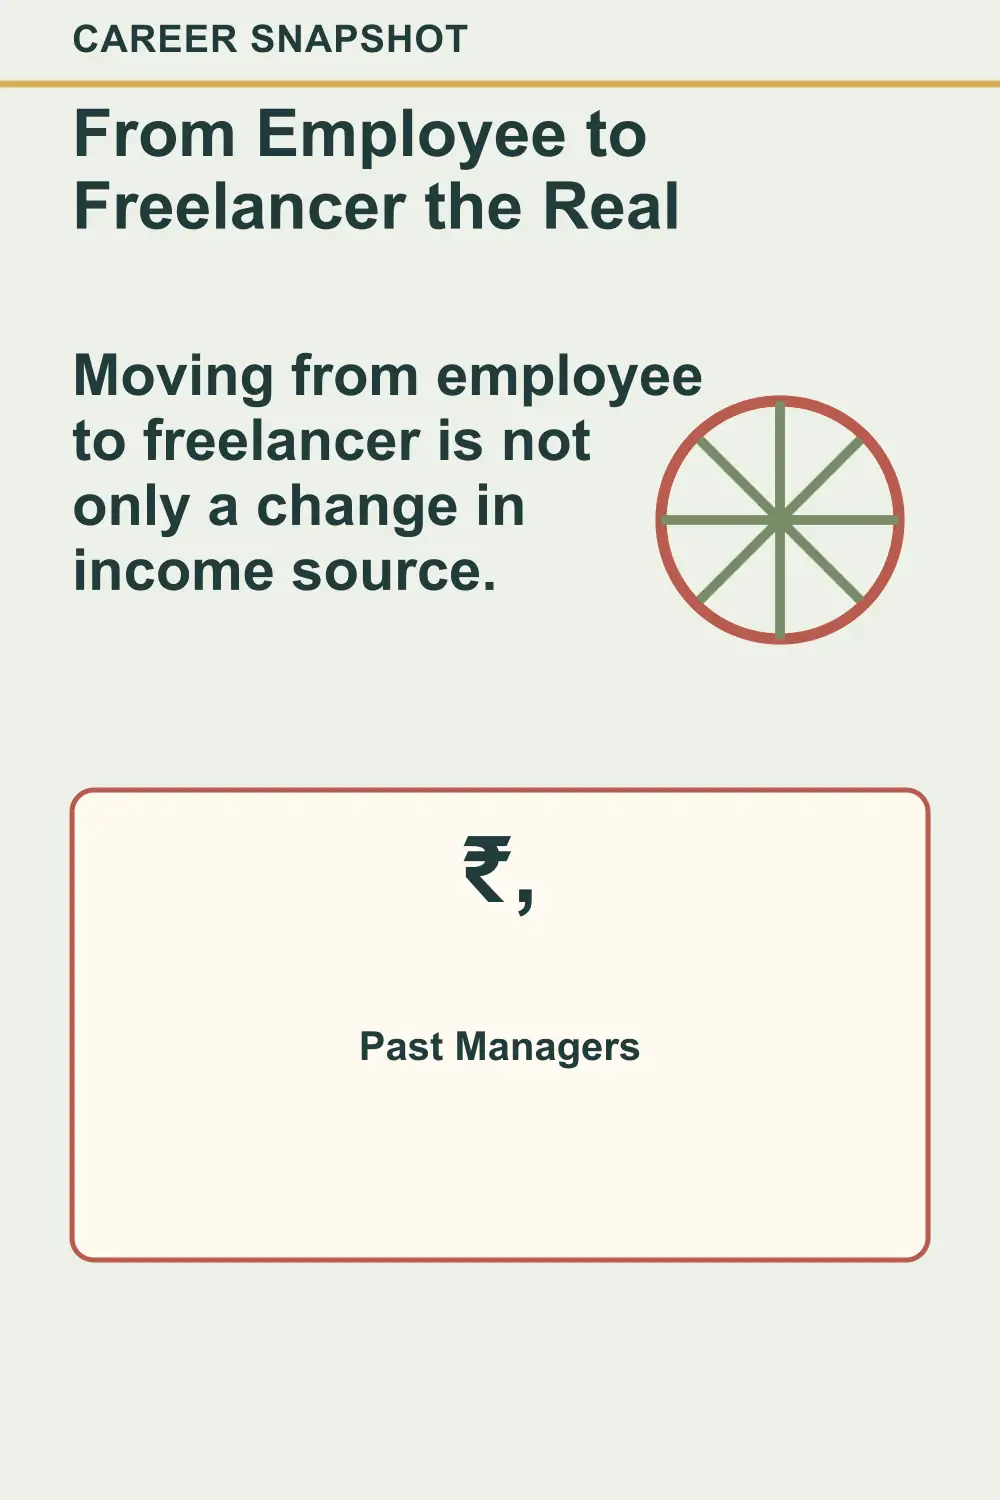 CAREER SNAPSHOT
From Employee to
Freelancer the Real
Moving from employee
to freelancer is not
only a change in
income source.
₹,
Past Managers